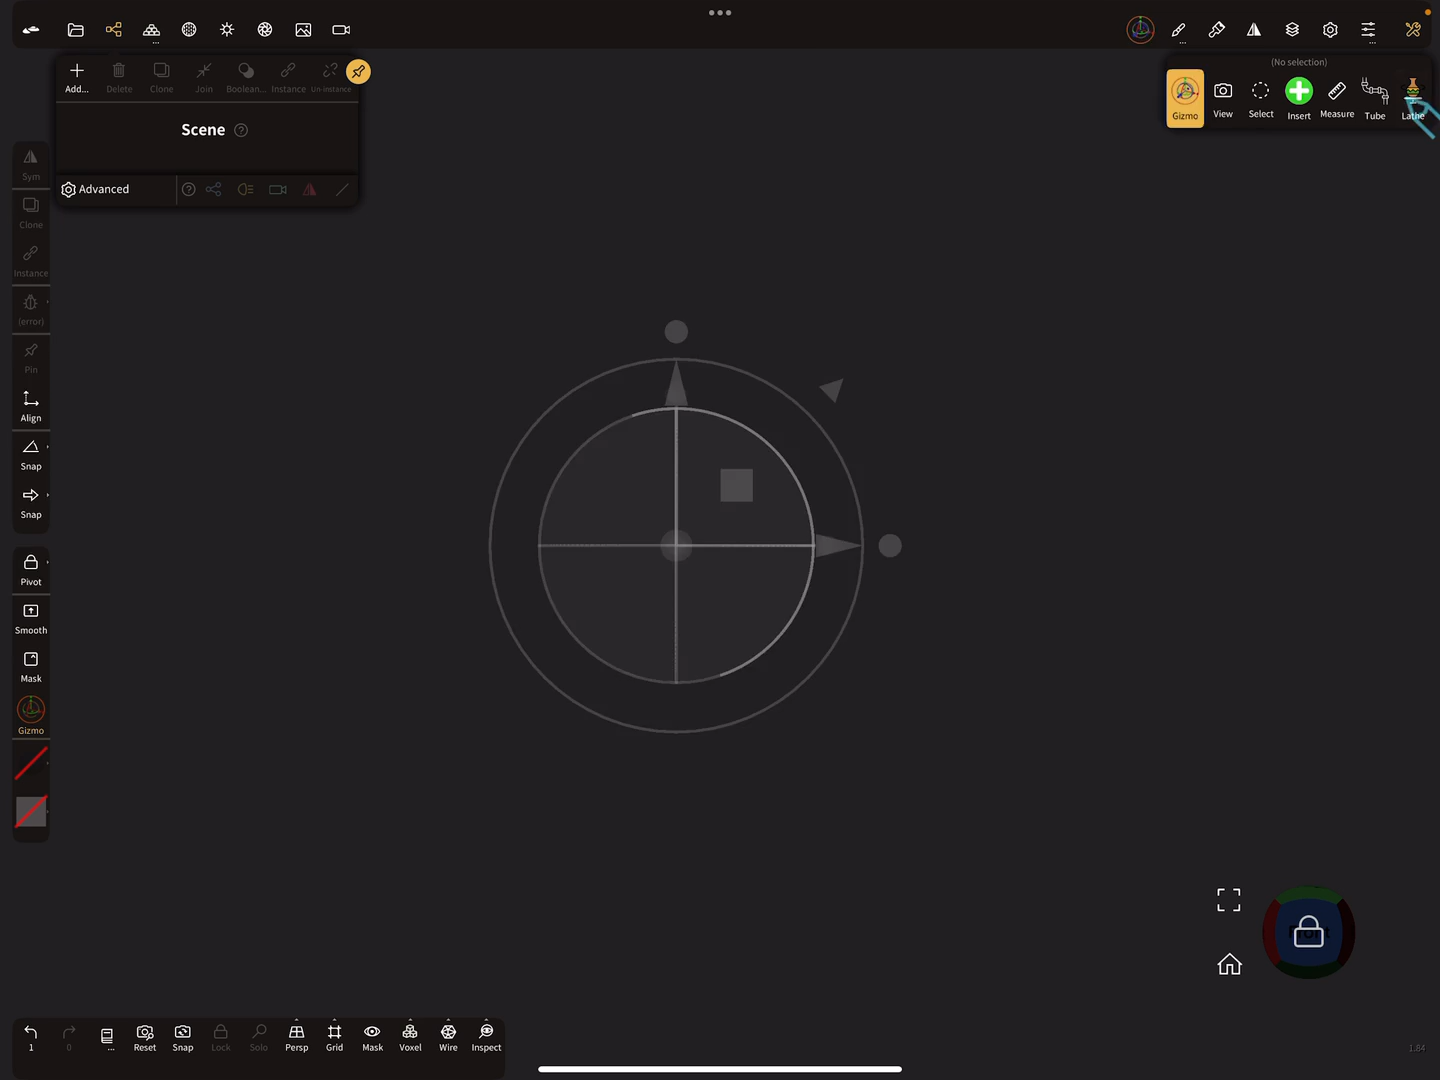 (No selection)
Add...
Delete
Clone
Join
Boolean...
Instance
Un-instance
Gizmo
View
Select
Insert
Measure
Tube
Lathe
Scene ?
Advanced
?
Sym
Clone
Instance
(error)
Pin
Align
Snap
Snap
Pivot
Smooth
Mask
Gizmo
1
0
...
Reset
Snap
Lock
Solo
Persp
Grid
Mask
Voxel
Wire
Inspect
1.84